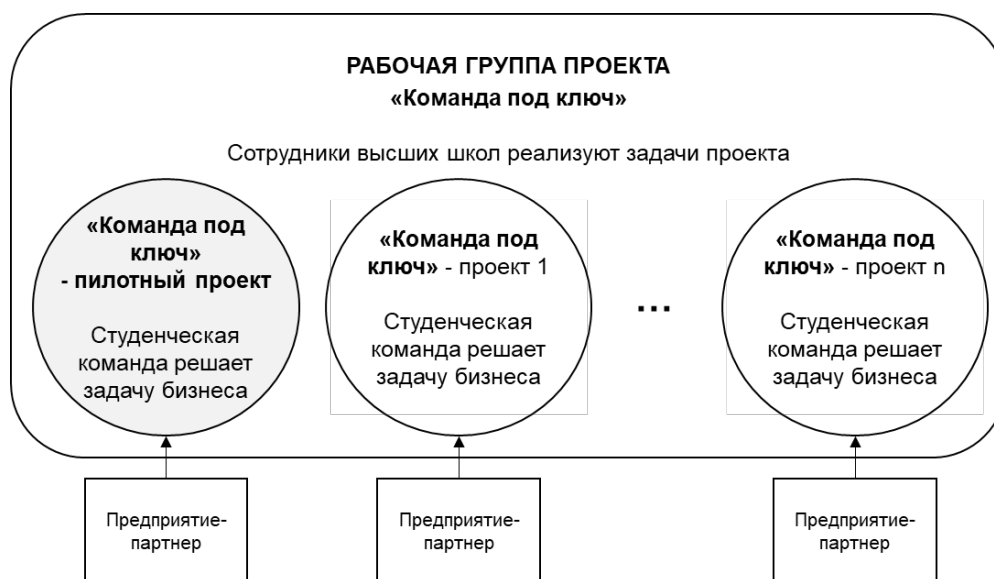 РАБОЧАЯ ГРУППА ПРОЕКТА
«Команда под ключ»
Сотрудники высших школ реализуют задачи проекта
«Команда под
ключ»
- пилотный проект
Студенческая
команда решает
задачу бизнеса
«Команда под
ключ» - проект 1
Студенческая
команда решает
задачу бизнеса
...
«Команда под
ключ» - проект n
Студенческая
команда решает
задачу бизнеса
Предприятие-
партнер
Предприятие-
партнер
Предприятие-
партнер